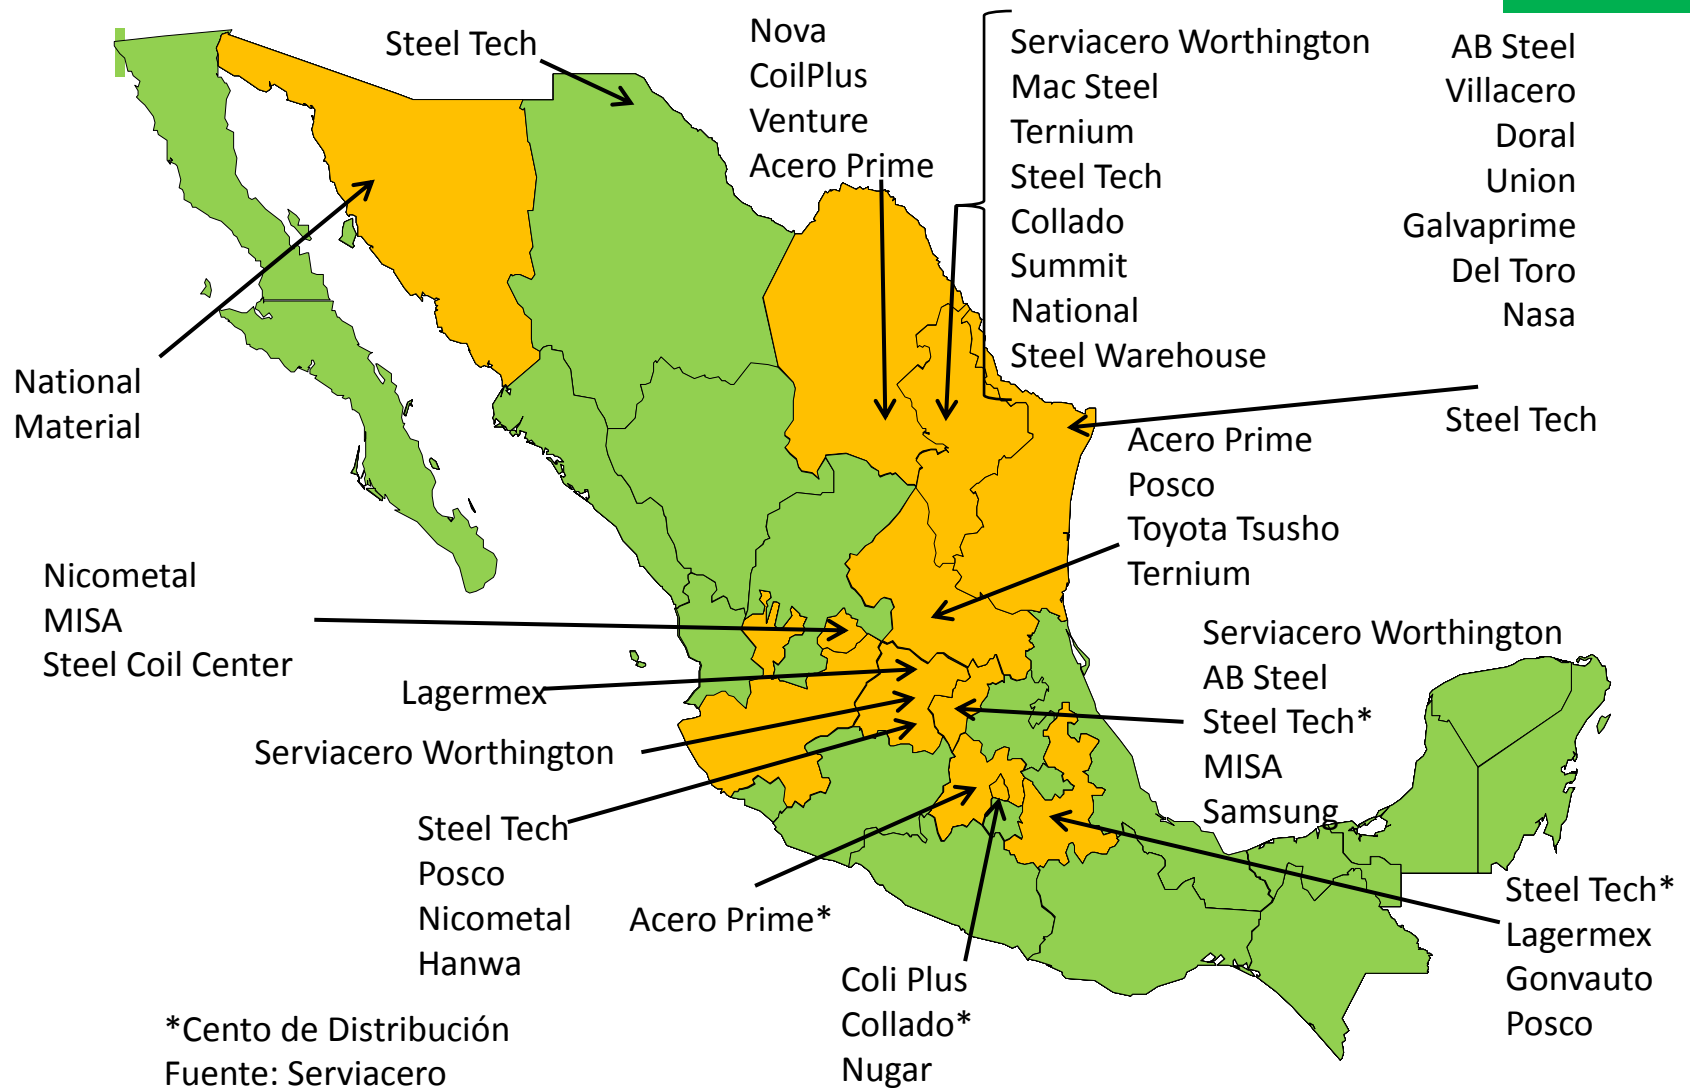 Steel Tech
Nova
CoilPlus
Venture
Acero Prime
Serviacero Worthington
Mac Steel
Ternium
Steel Tech
Collado
Summit
National
Steel Warehouse
AB Steel
Villacero
Doral
Union
Galvaprime
Del Toro
Nasa
National
Material
Steel Tech
Acero Prime
Posco
Toyota Tsusho
Ternium
Nicometal
MISA
Steel Coil Center
Lagermex
Serviacero Worthington
Serviacero Worthington
AB Steel
Steel Tech*
MISA
Samsung
Steel Tech
Posco
Nicometal
Hanwa
Acero Prime*
Coli Plus
Collado*
Nugar
Steel Tech*
Lagermex
Gonvauto
Posco
*Cento de Distribución
Fuente: Serviacero